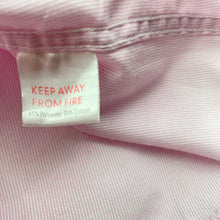 KEEP AWAY
FROM FIRE
65% Polyester 35% Cotton